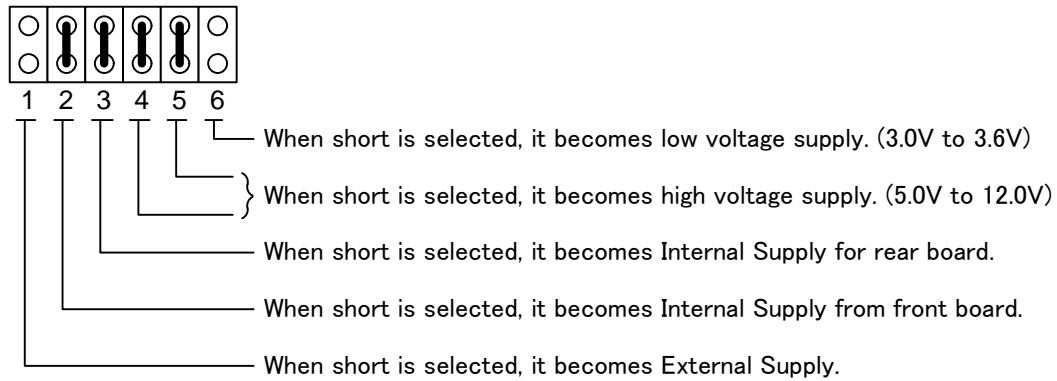 1 2 3 4 5 6
When short is selected, it becomes low voltage supply. (3.0V to 3.6V)
When short is selected, it becomes high voltage supply. (5.0V to 12.0V)
When short is selected, it becomes Internal Supply for rear board.
When short is selected, it becomes Internal Supply from front board.
When short is selected, it becomes External Supply.